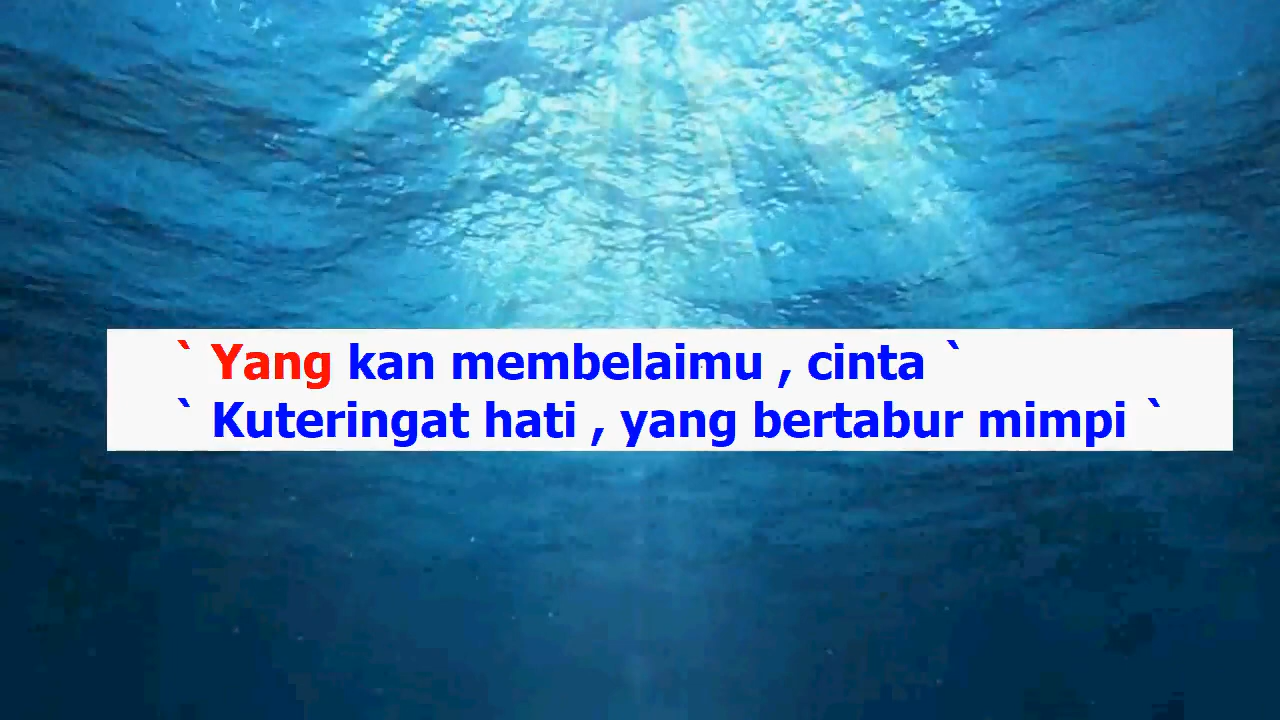 ` Yang kan membelaimu , cinta `
` Kuteringat hati , yang bertabur mimpi `